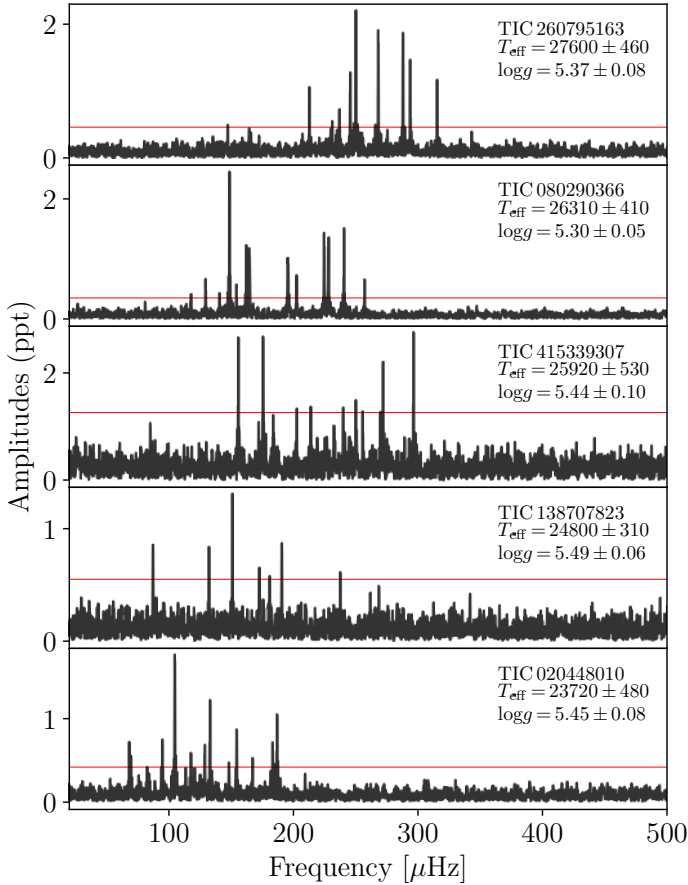 2
TIC 260795163
T_eff = 27600 ± 460
log g = 5.37 ± 0.08
0
2
TIC 080290366
T_eff = 26310 ± 410
log g = 5.30 ± 0.05
0
Amplitudes (ppt)
TIC 415339307
T_eff = 25920 ± 530
2
log g = 5.44 ± 0.10
0
TIC 138707823
1
T_eff = 24800 ± 310
log g = 5.49 ± 0.06
0
TIC 020448010
T_eff = 23720 ± 480
1
log g = 5.45 ± 0.08
0
100 200 300 400 500
Frequency [μHz]